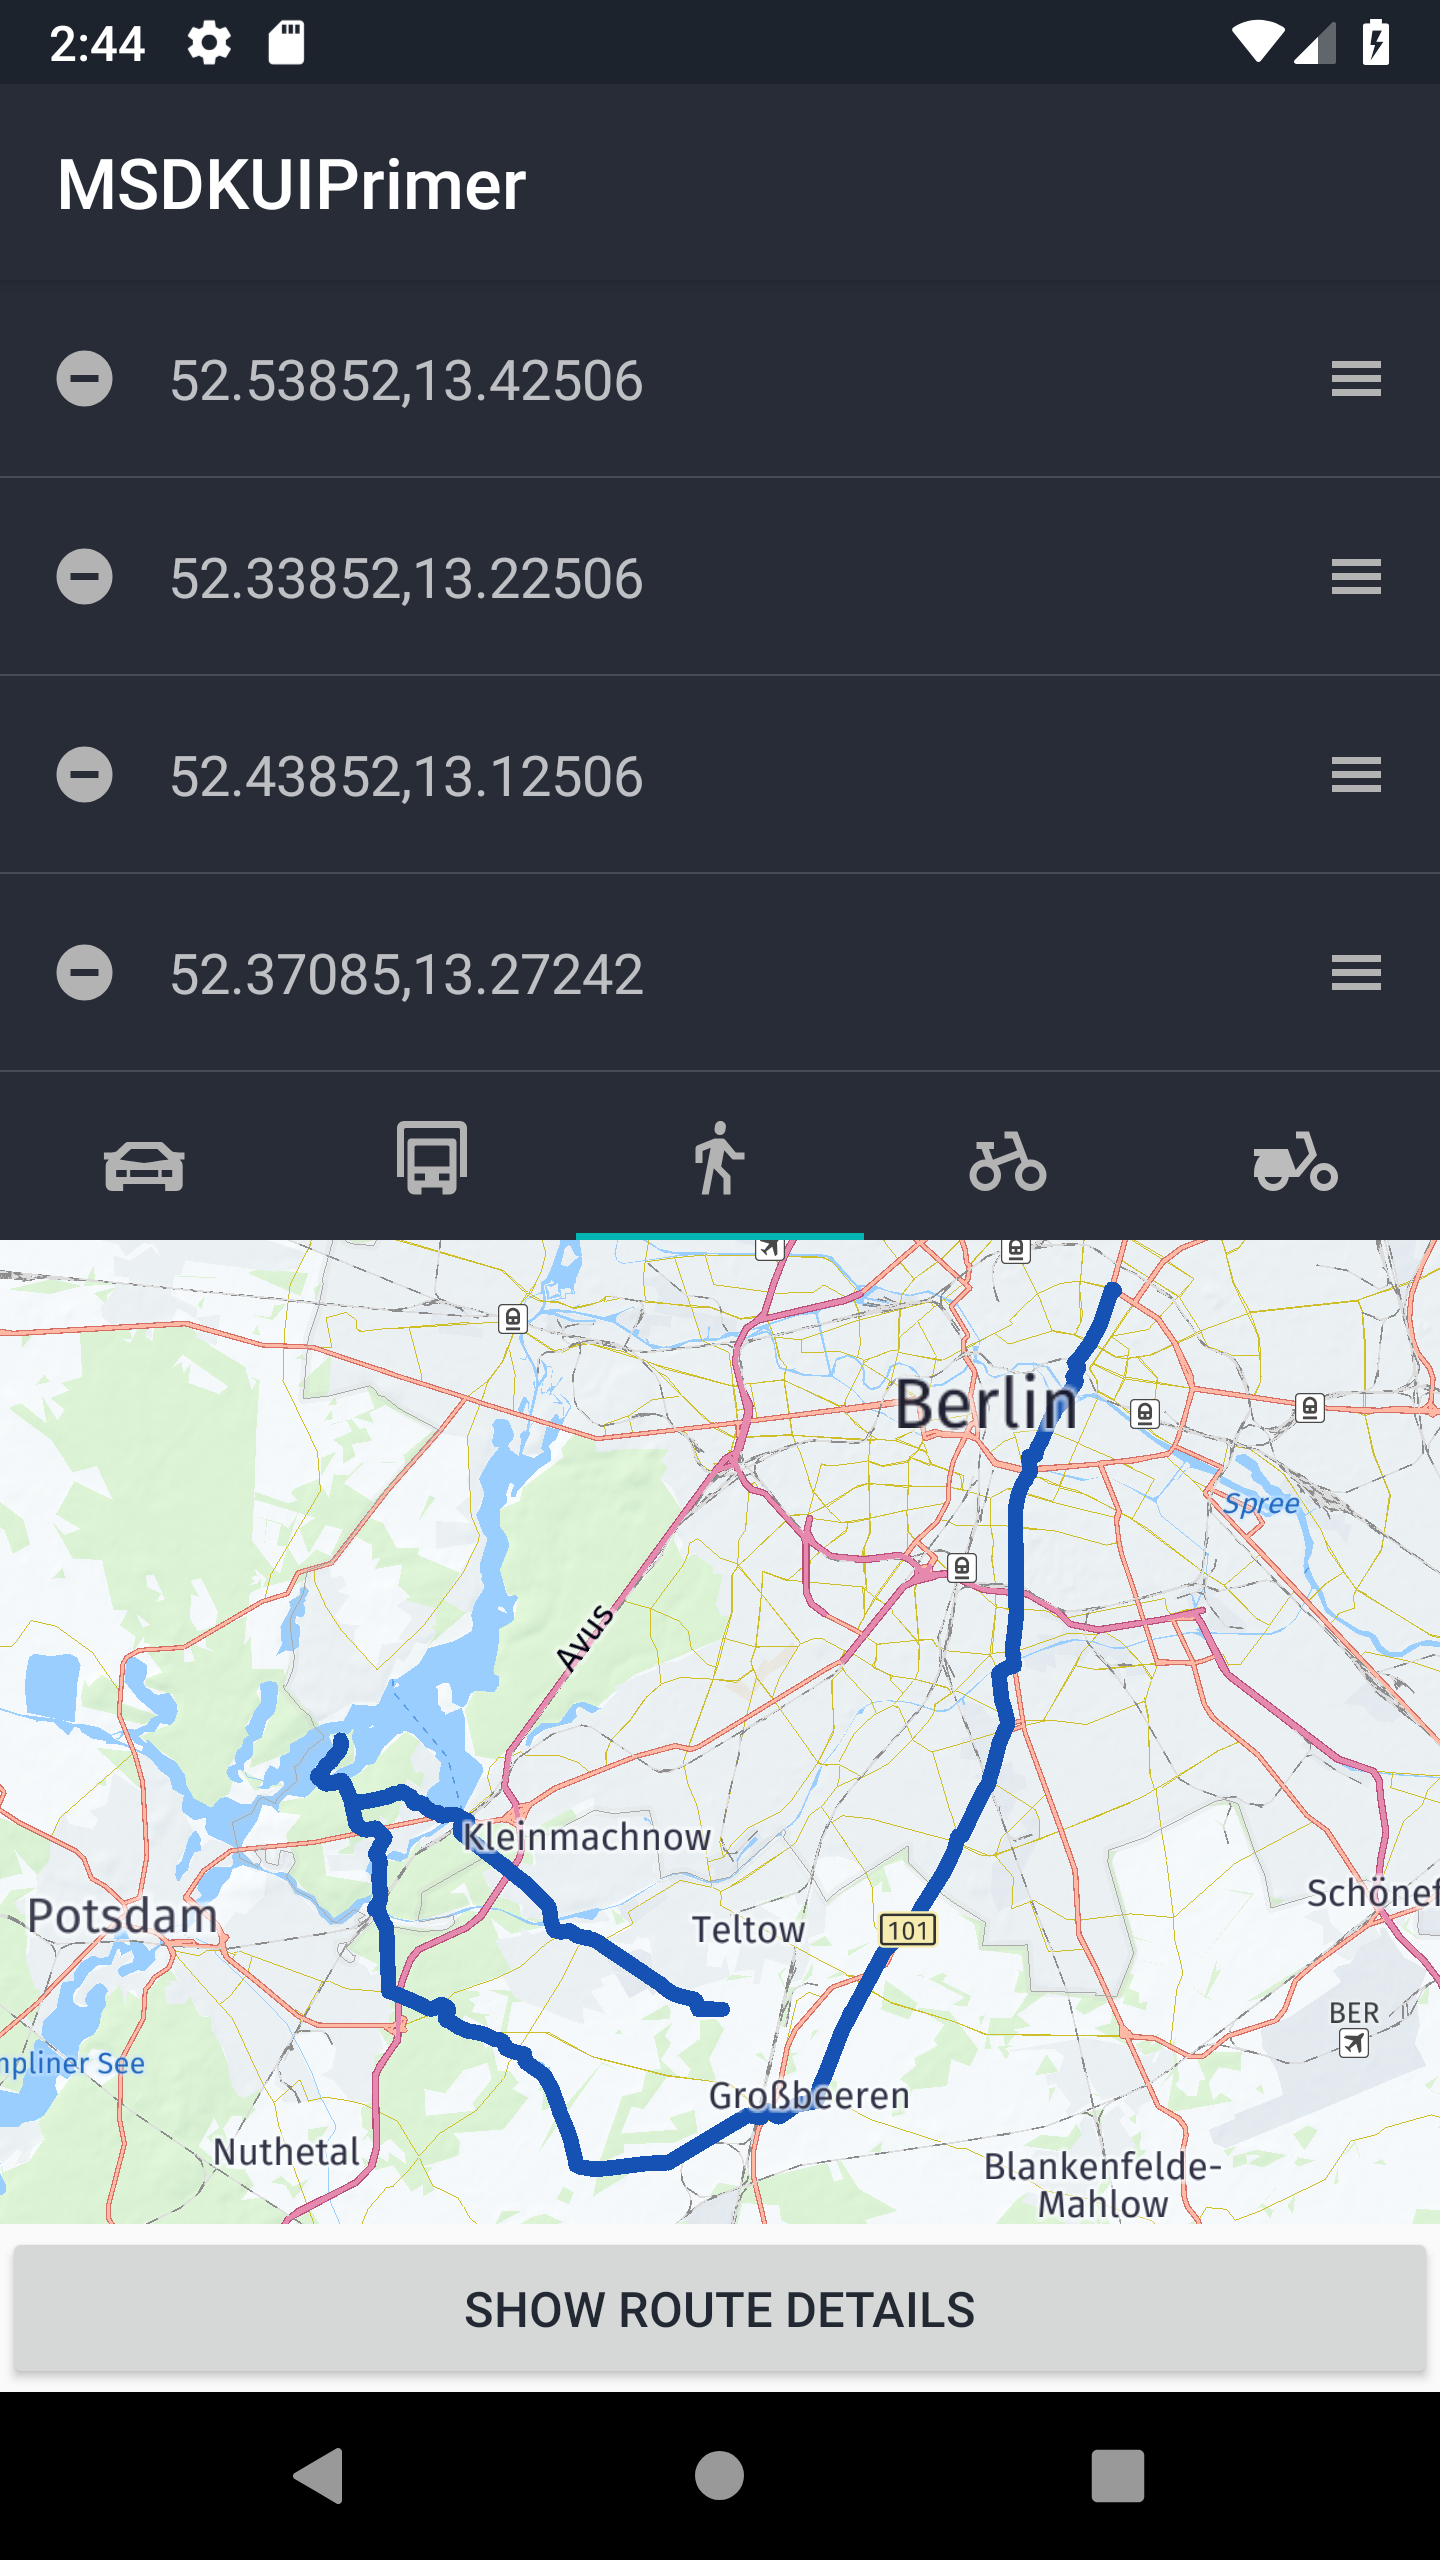 2:44
MSDKUIPrimer
52.53852,13.42506
52.33852,13.22506
52.43852,13.12506
52.37085,13.27242
Berlin
Spree
Avus
Kleinmachnow
Potsdam
Schönef
Teltow
101
BER
npliner See
Großbeeren
Nuthetal
Blankenfelde-
Mahlow
SHOW ROUTE DETAILS